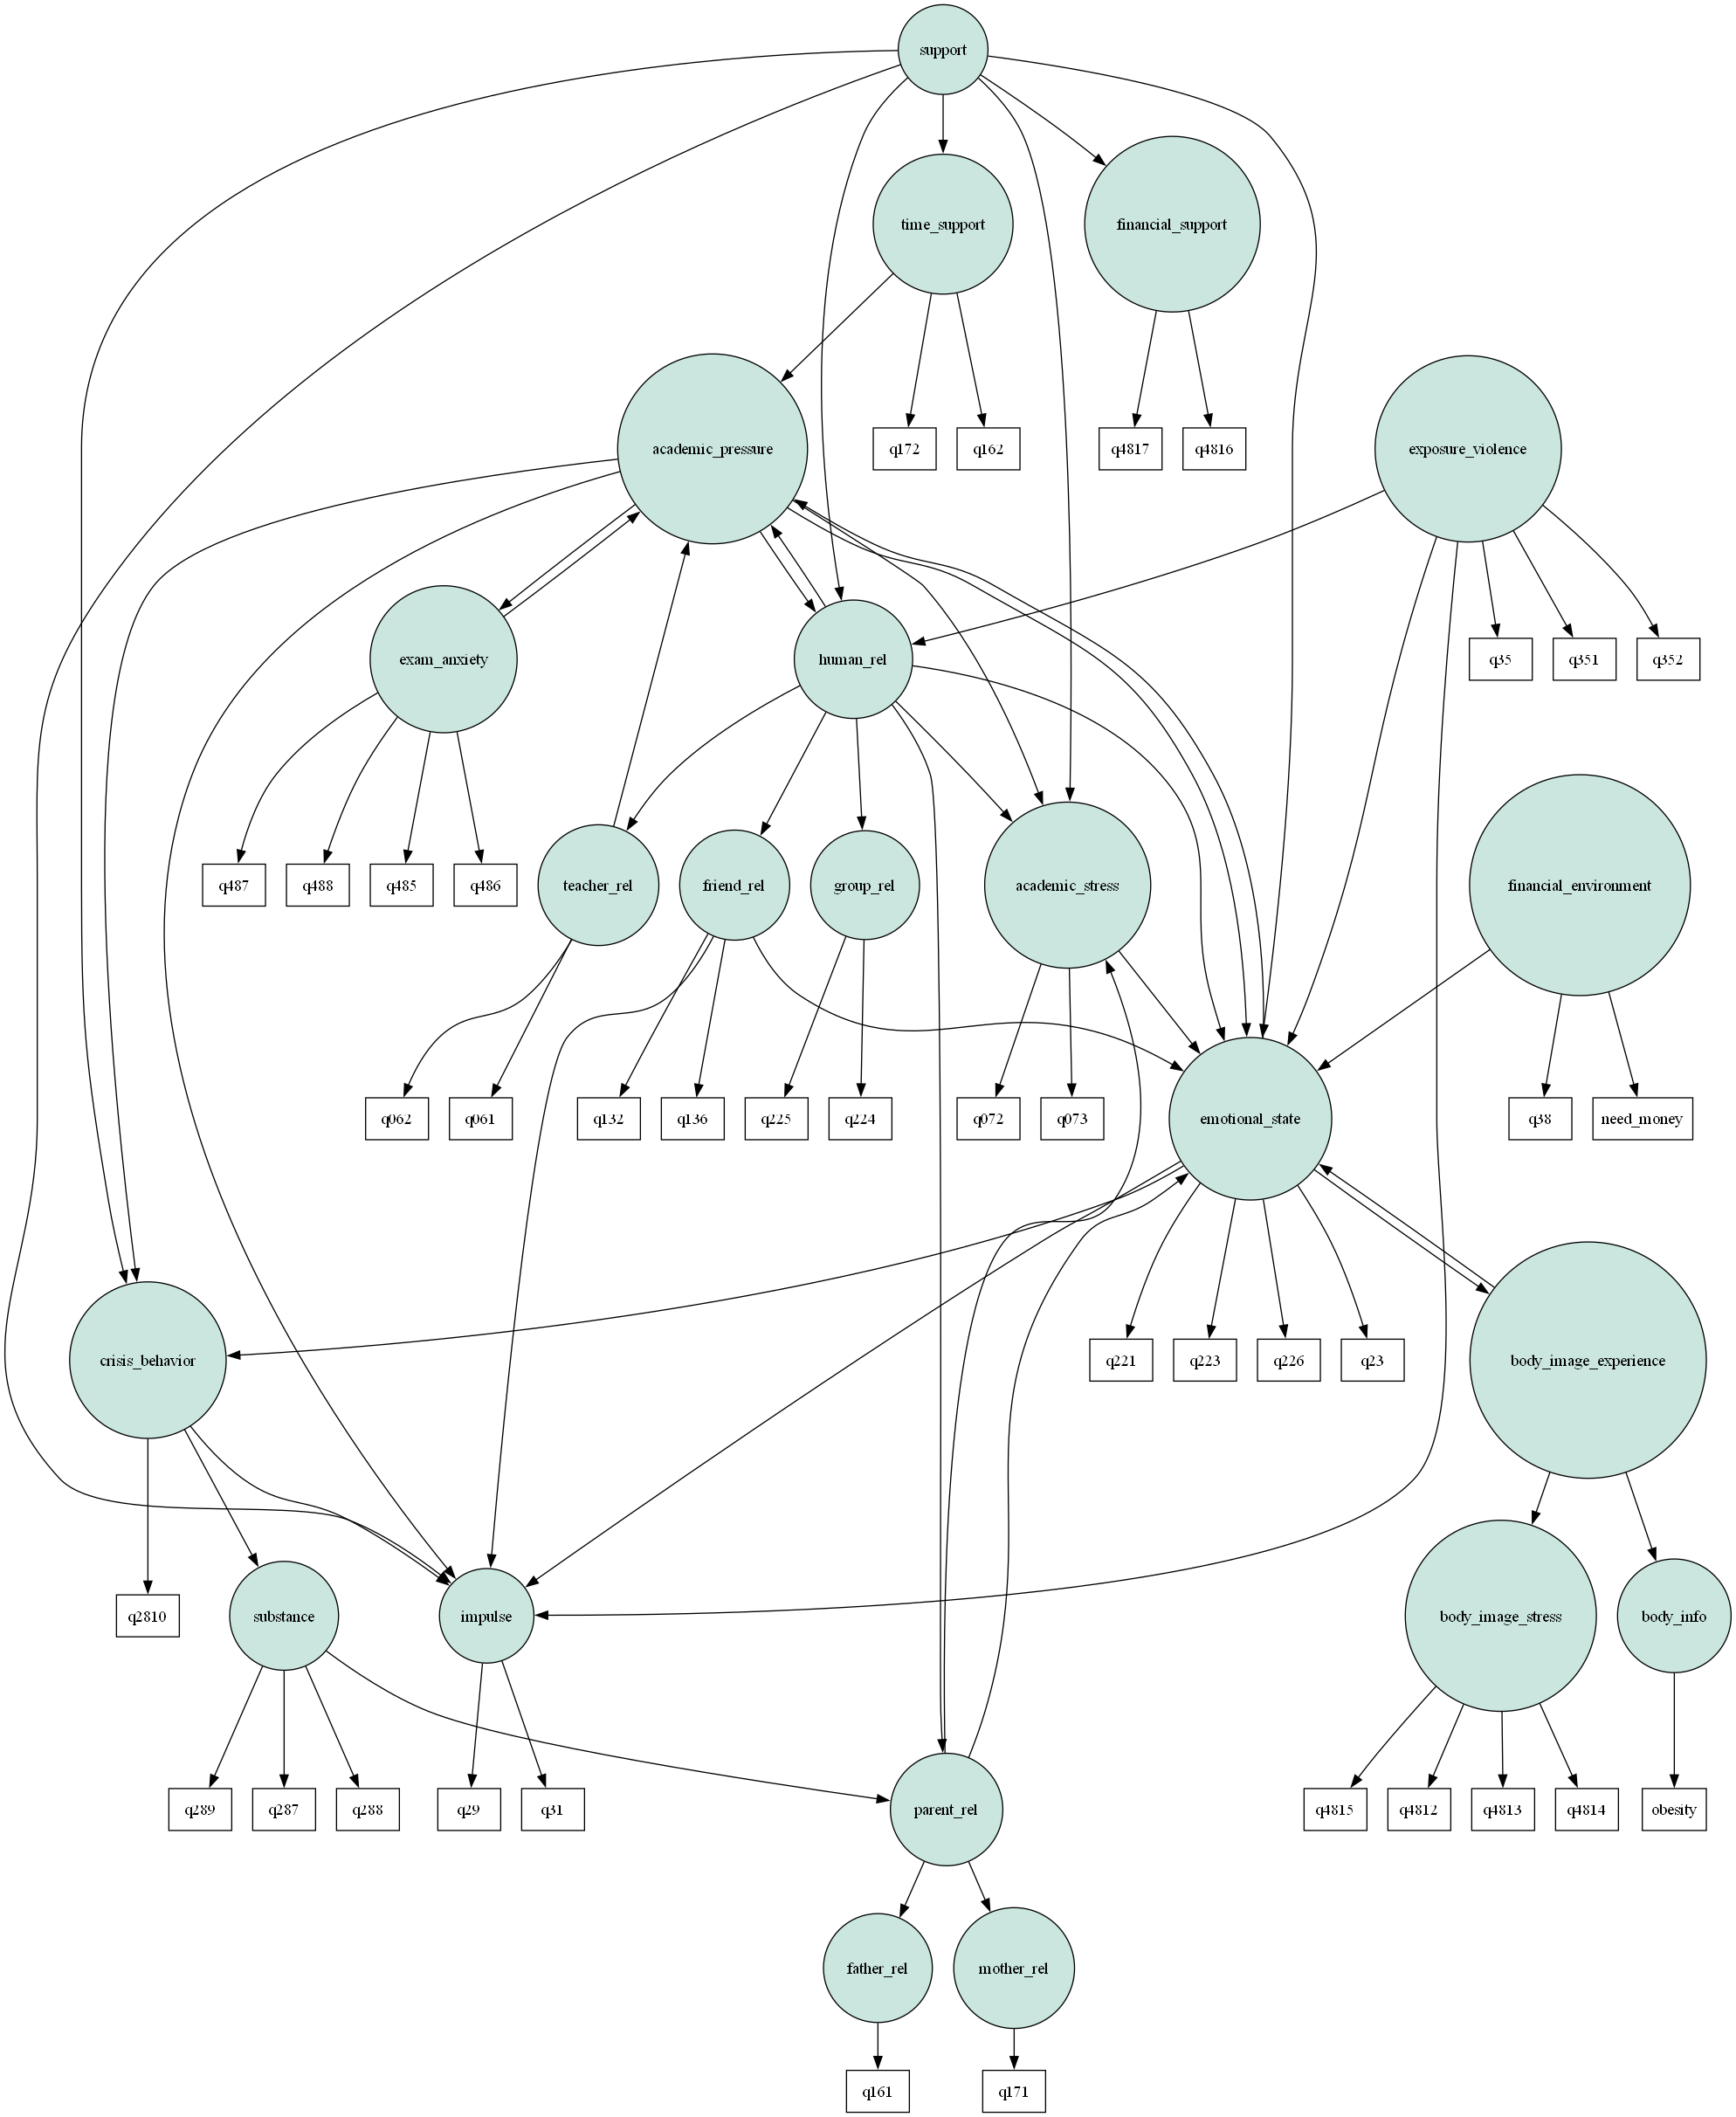 support
time_support
financial_support
academic_pressure
q172
q162
q4817
q4816
exposure_violence
exam_anxiety
human_rel
q35
q351
q352
q487
q488
q485
q486
teacher_rel
friend_rel
group_rel
academic_stress
financial_environment
q062
q061
q132
q136
q225
q224
q072
q073
emotional_state
q38
need_money
crisis_behavior
q221
q223
q226
q23
body_image_experience
q2810
substance
impulse
body_image_stress
body_info
q289
q287
q288
q29
q31
parent_rel
q4815
q4812
q4813
q4814
obesity
father_rel
mother_rel
q161
q171